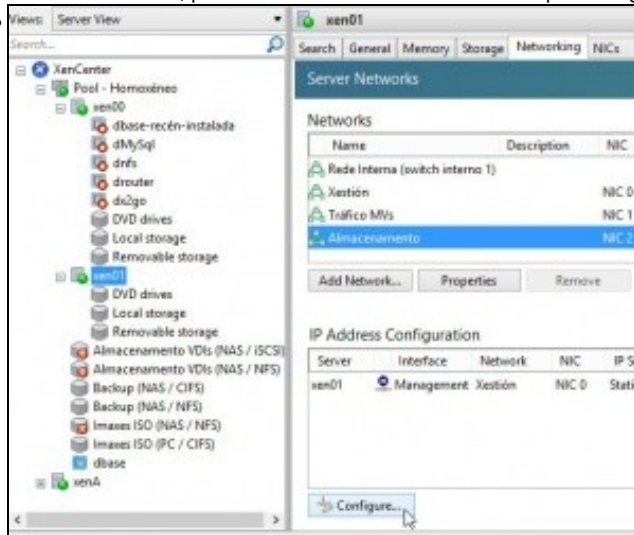 Views: Server View
xen01
Search...
Search General Memory Storage Networking NICs
XenCenter
Pool - Homoxéneo
xen00
dbase-recén-instalada
dMySql
dnfs
drouter
dx2go
DVD drives
Local storage
Removable storage
xen01
DVD drives
Local storage
Removable storage
Almacenamento VDIs (NAS / iSCSI)
Almacenamento VDIs (NAS / NFS)
Backup (NAS / CIFS)
Backup (NAS / NFS)
Imaxes ISO (NAS / NFS)
Imaxes ISO (PC / CIFS)
dbase
xenA
Server Networks
Networks
Name Description NIC
Rede Interna (switch interno 1)
Xestión NIC 0
Tráfico MVs NIC 1
Almacenamento NIC 2
Add Network... Properties Remove
IP Address Configuration
Server Interface Network NIC IP S
xen01 Management Xestión NIC 0 Stati
Configure...